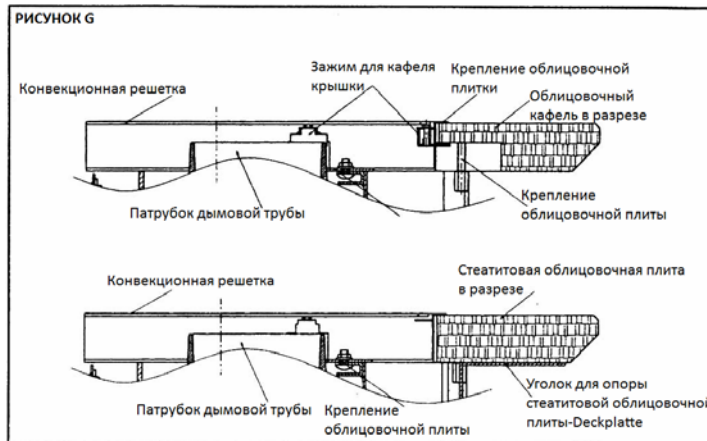 РИСУНОК G
Конвекционная решетка
Зажим для кафеля
крышки
Крепление облицовочной
плитки
Облицовочный
кафель в разрезе
Патрубок дымовой трубы
Крепление
облицовочной плиты
Конвекционная решетка
Стеатитовая облицовочная плита
в разрезе
Патрубок дымовой трубы
Крепление
облицовочной плиты
Уголок для опоры
стеатитовой облицовочной
плиты-Deckplatte